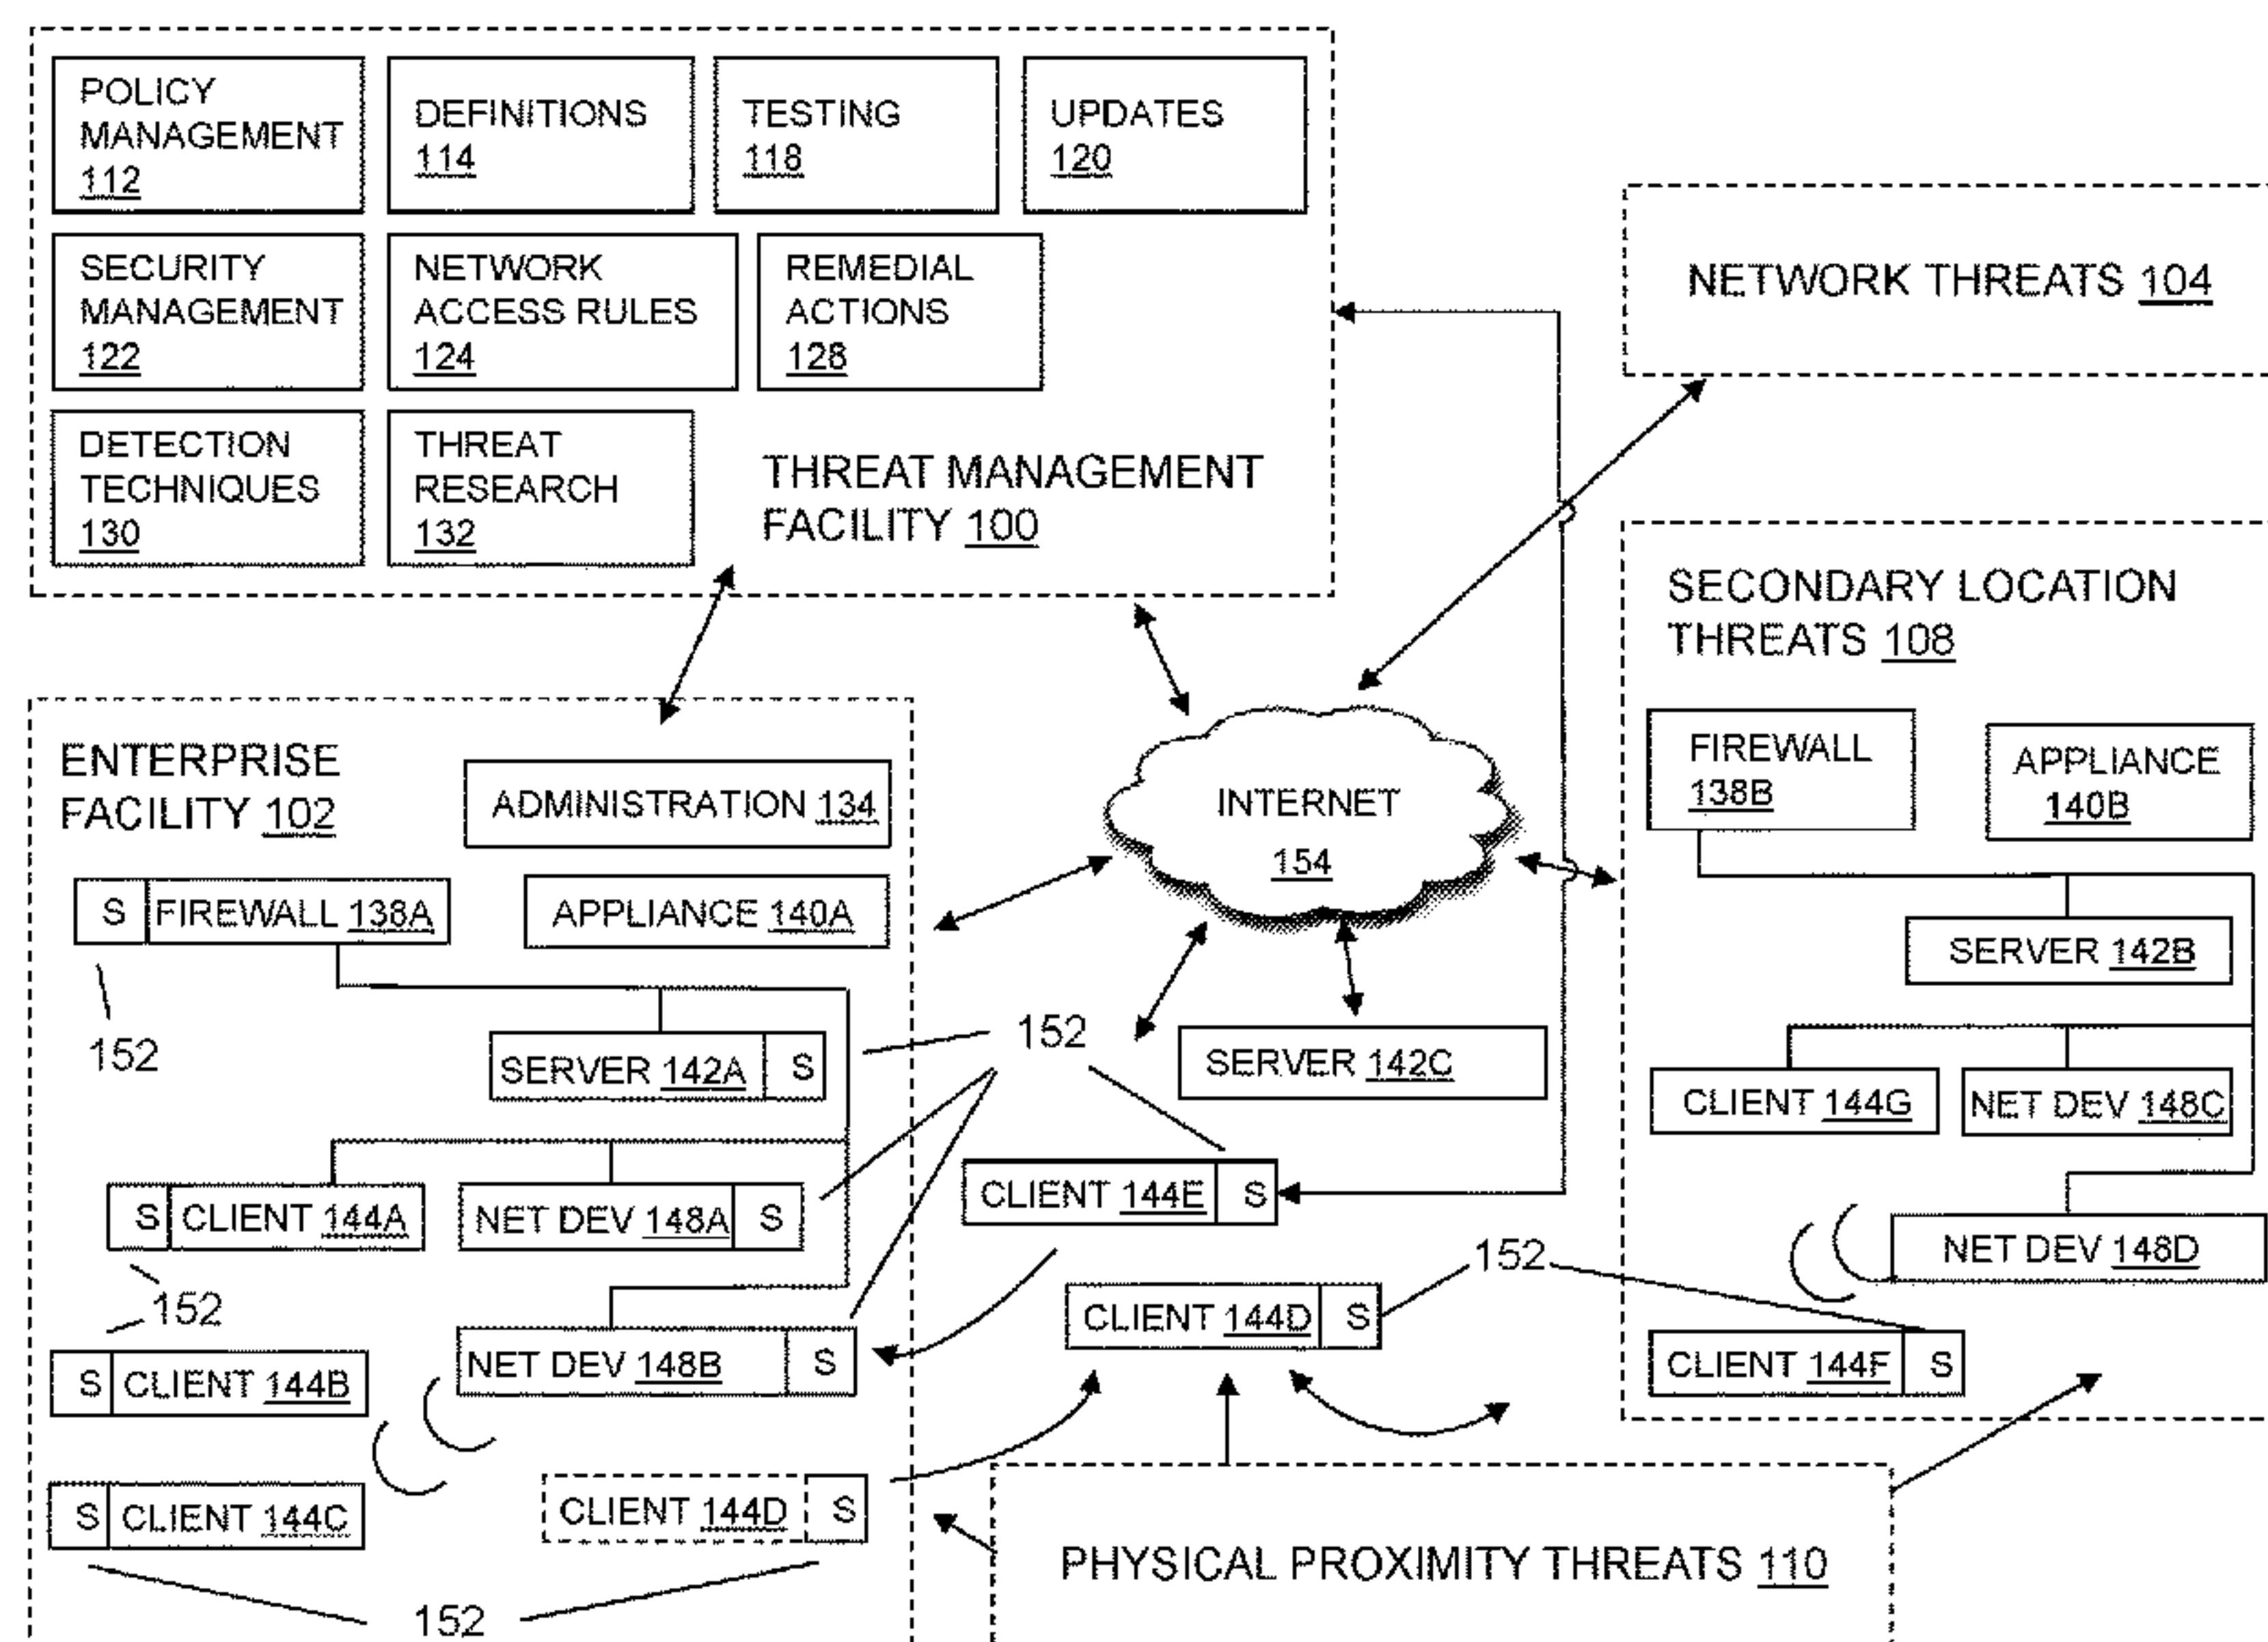 POLICY
MANAGEMENT
112
DEFINITIONS
114
TESTING
118
UPDATES
120
SECURITY
MANAGEMENT
122
NETWORK
ACCESS RULES
124
REMEDIAL
ACTIONS
128
DETECTION
TECHNIQUES
130
THREAT
RESEARCH
132
THREAT MANAGEMENT
FACILITY 100
NETWORK THREATS 104
SECONDARY LOCATION
THREATS 108
FIREWALL
138B
APPLIANCE
140B
SERVER 142B
CLIENT 144G
NET DEV 148C
NET DEV 148D
CLIENT 144F S
ENTERPRISE
FACILITY 102
ADMINISTRATION 134
S FIREWALL 138A
APPLIANCE 140A
152
SERVER 142A S
S CLIENT 144A
NET DEV 148A S
152
S CLIENT 144B
NET DEV 148B S
S CLIENT 144C
CLIENT 144D S
152
INTERNET
154
152
SERVER 142C
CLIENT 144E S
152
CLIENT 144D S
PHYSICAL PROXIMITY THREATS 110